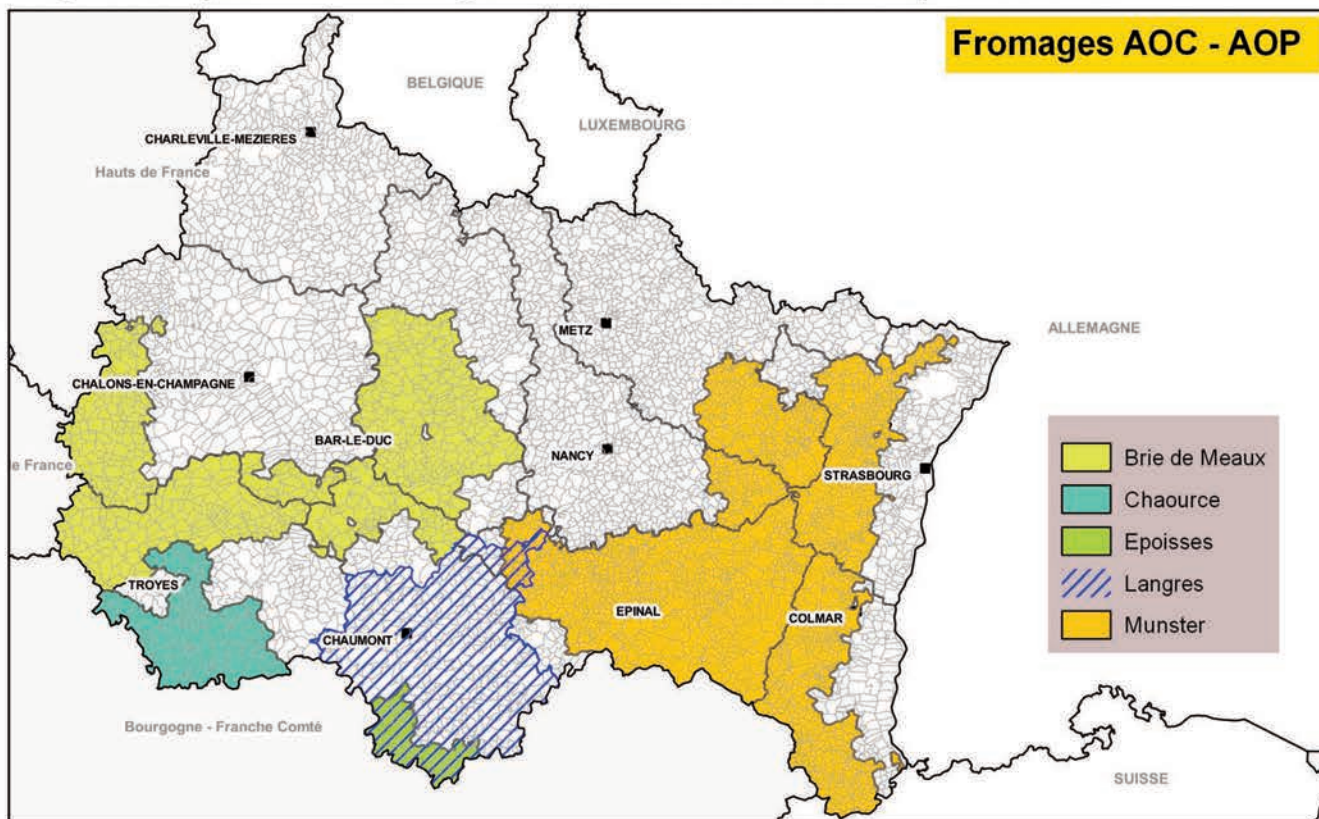 Fromages AOC - AOP
BELGIQUE
LUXEMBOURG
CHARLEVILLE-MEZIERES
Hauts de France
METZ
ALLEMAGNE
CHALONS-EN-CHAMPAGNE
BAR-LE-DUC
NANCY
e France
STRASBOURG
TROYES
EPINAL
COLMAR
CHAUMONT
Bourgogne - Franche Comté
SUISSE
Brie de Meaux
Chaource
Epoisses
Langres
Munster